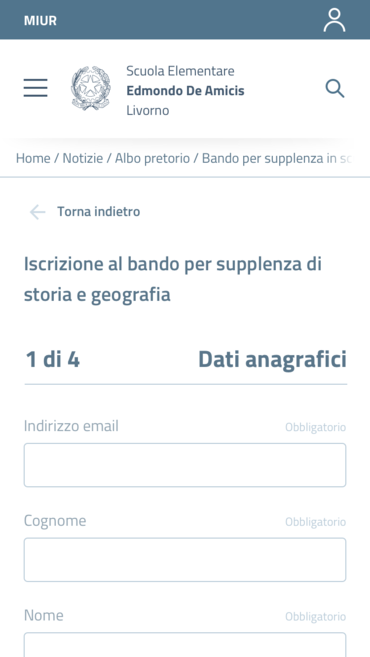 MIUR
Scuola Elementare
Edmondo De Amicis
Livorno
Home / Notizie / Albo pretorio / Bando per supplenza in sc
Torna indietro
Iscrizione al bando per supplenza di
storia e geografia
1 di 4 Dati anagrafici
Indirizzo email Obbligatorio
Cognome Obbligatorio
Nome Obbligatorio